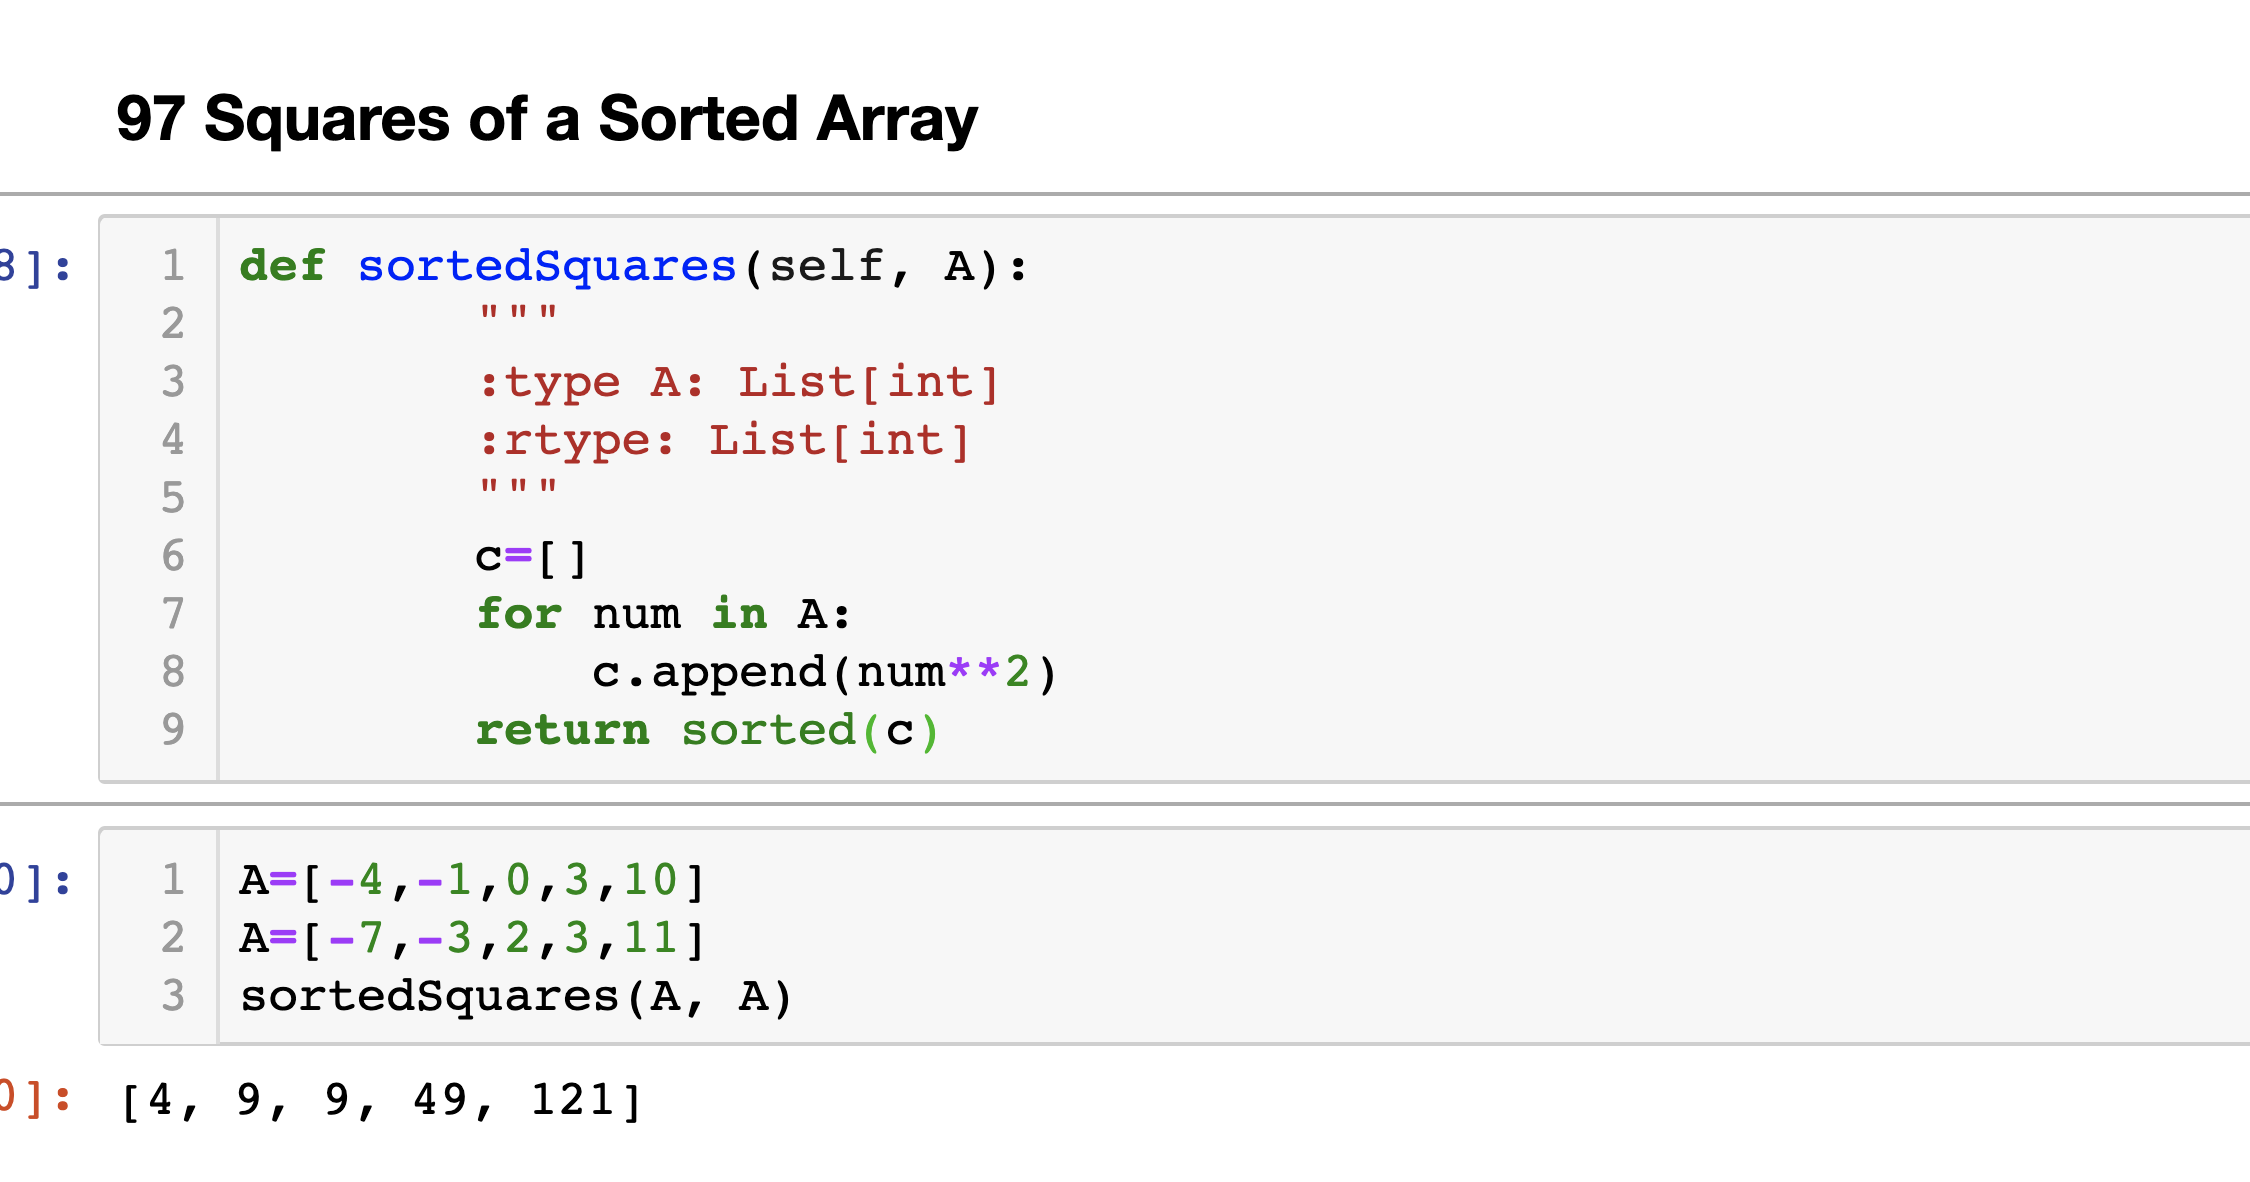 97 Squares of a Sorted Array
8]:
1 def sortedSquares(self, A):
2 """
3 :type A: List[int]
4 :rtype: List[int]
5 """
6 c=[]
7 for num in A:
8 c.append(num**2)
9 return sorted(c)
0]:
1 A=[-4,-1,0,3,10]
2 A=[-7,-3,2,3,11]
3 sortedSquares(A, A)
0]: [4, 9, 9, 49, 121]